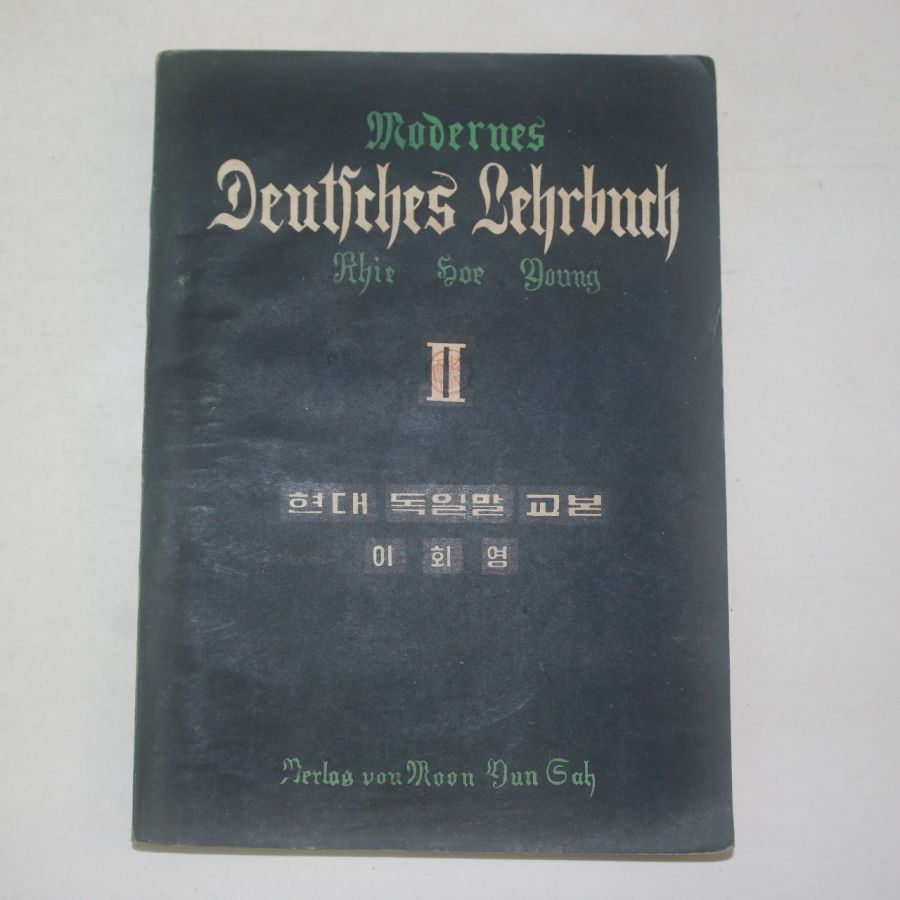 Modernes
Deutsches Lehrbuch
Rhie Hoe Young
II
현대 독일말 교본
이 회 영
Verlag von Moon Yun Sah